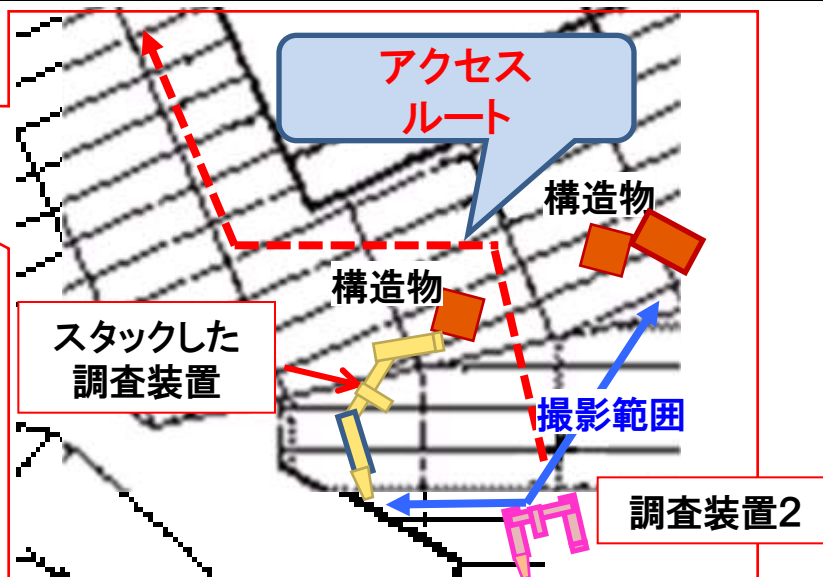 アクセス
ルート
構造物
構造物
スタックした
調査装置
撮影範囲
調査装置2